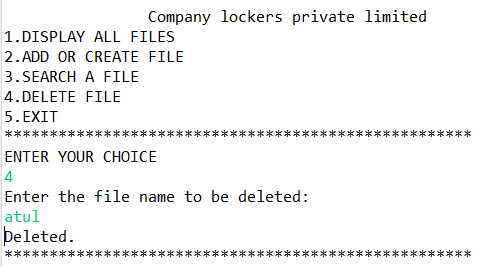 Company lockers private limited
1.DISPLAY ALL FILES
2.ADD OR CREATE FILE
3.SEARCH A FILE
4.DELETE FILE
5.EXIT
****************************************************
ENTER YOUR CHOICE
4
Enter the file name to be deleted:
atul
Deleted.
****************************************************